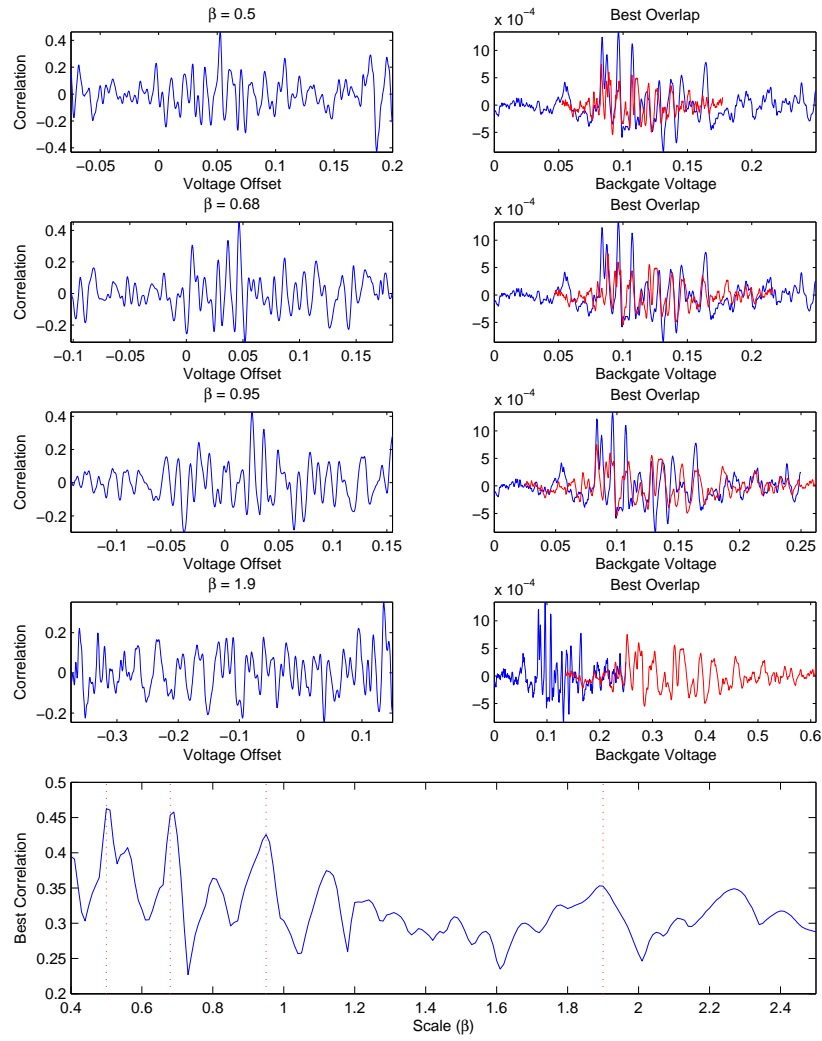 β = 0.5
Correlation
0.4
0.2
0
−0.2
−0.4
−0.05 0 0.05 0.1 0.15 0.2
Voltage Offset
Best Overlap
x 10 −4
10
5
0
−5
0 0.05 0.1 0.15 0.2
Backgate Voltage
β = 0.68
Correlation
0.4
0.2
0
−0.2
−0.1 −0.05 0 0.05 0.1 0.15
Voltage Offset
Best Overlap
x 10 −4
10
5
0
−5
0 0.05 0.1 0.15 0.2
Backgate Voltage
β = 0.95
Correlation
0.4
0.2
0
−0.2
−0.1 −0.05 0 0.05 0.1 0.15
Voltage Offset
Best Overlap
x 10 −4
10
5
0
−5
0 0.05 0.1 0.15 0.2 0.25
Backgate Voltage
β = 1.9
Correlation
0.2
0
−0.2
−0.3 −0.2 −0.1 0 0.1
Voltage Offset
Best Overlap
x 10 −4
10
5
0
−5
0 0.1 0.2 0.3 0.4 0.5 0.6
Backgate Voltage
Best Correlation
0.5
0.45
0.4
0.35
0.3
0.25
0.2
0.4 0.6 0.8 1 1.2 1.4 1.6 1.8 2 2.2 2.4
Scale (β)